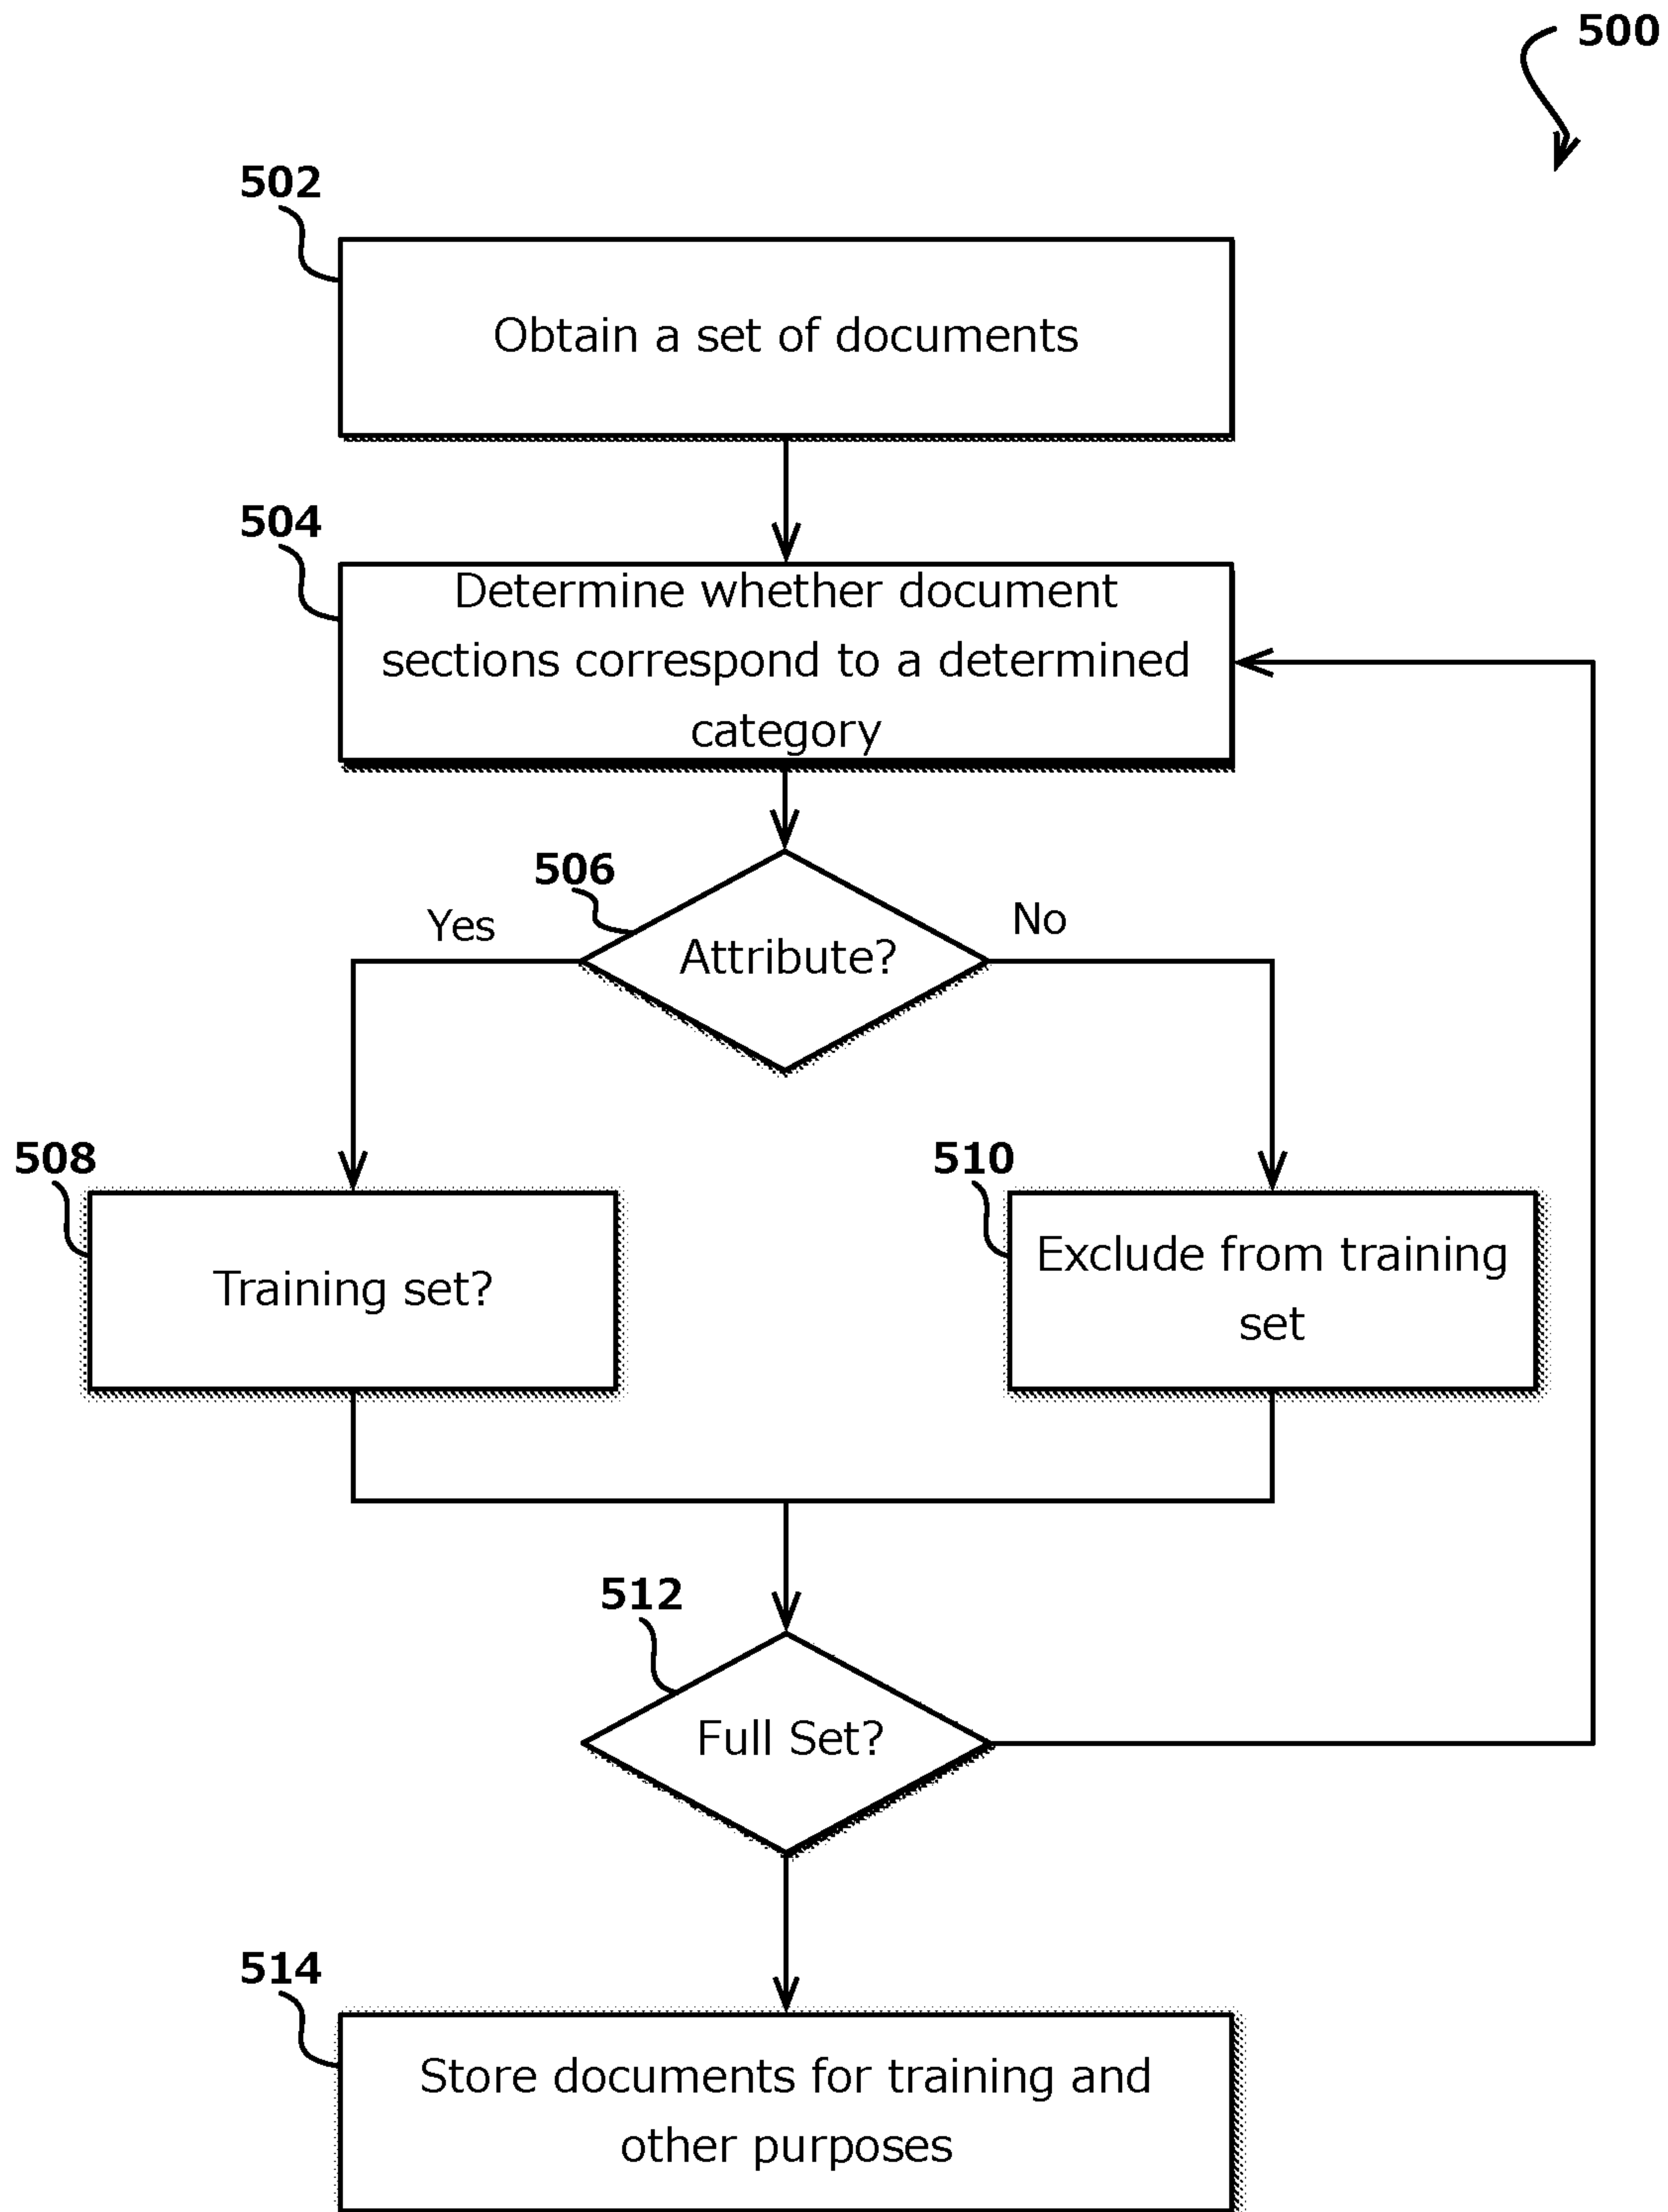 500
502
Obtain a set of documents
504
Determine whether document
sections correspond to a determined
category
506
Yes
No
Attribute?
508
510
Training set?
Exclude from training
set
512
Full Set?
514
Store documents for training and
other purposes